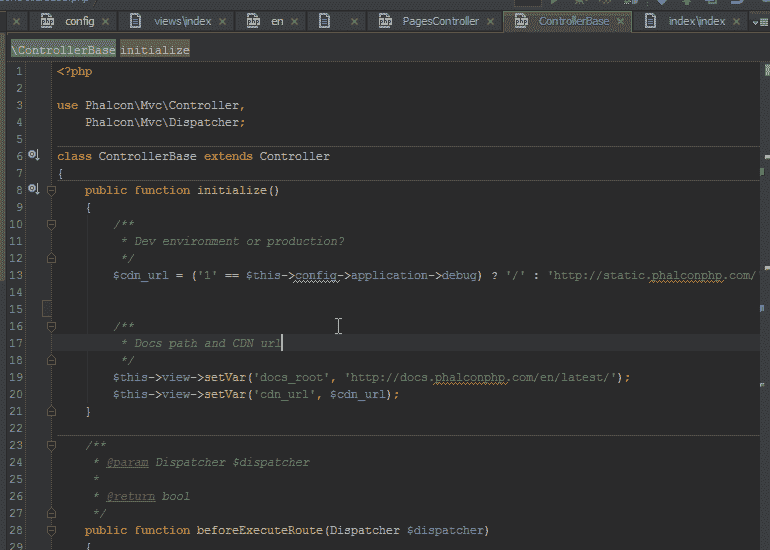 config views\index en PagesController ControllerBase index\index
\ControllerBase initialize
1 <?php
2
3 use Phalcon\Mvc\Controller,
4 Phalcon\Mvc\Dispatcher;
5
6 class ControllerBase extends Controller
7 {
8 public function initialize()
9 {
10 /**
11 * Dev environment or production?
12 */
13 $cdn_url = ('1' == $this->config->application->debug) ? '/' : 'http://static.phalconphp.com/
14
15
16 /**
17 * Docs path and CDN url
18 */
19 $this->view->setVar('docs_root', 'http://docs.phalconphp.com/en/latest/');
20 $this->view->setVar('cdn_url', $cdn_url);
21 }
22
23 /**
24 * @param Dispatcher $dispatcher
25 *
26 * @return bool
27 */
28 public function beforeExecuteRoute(Dispatcher $dispatcher)
29 {